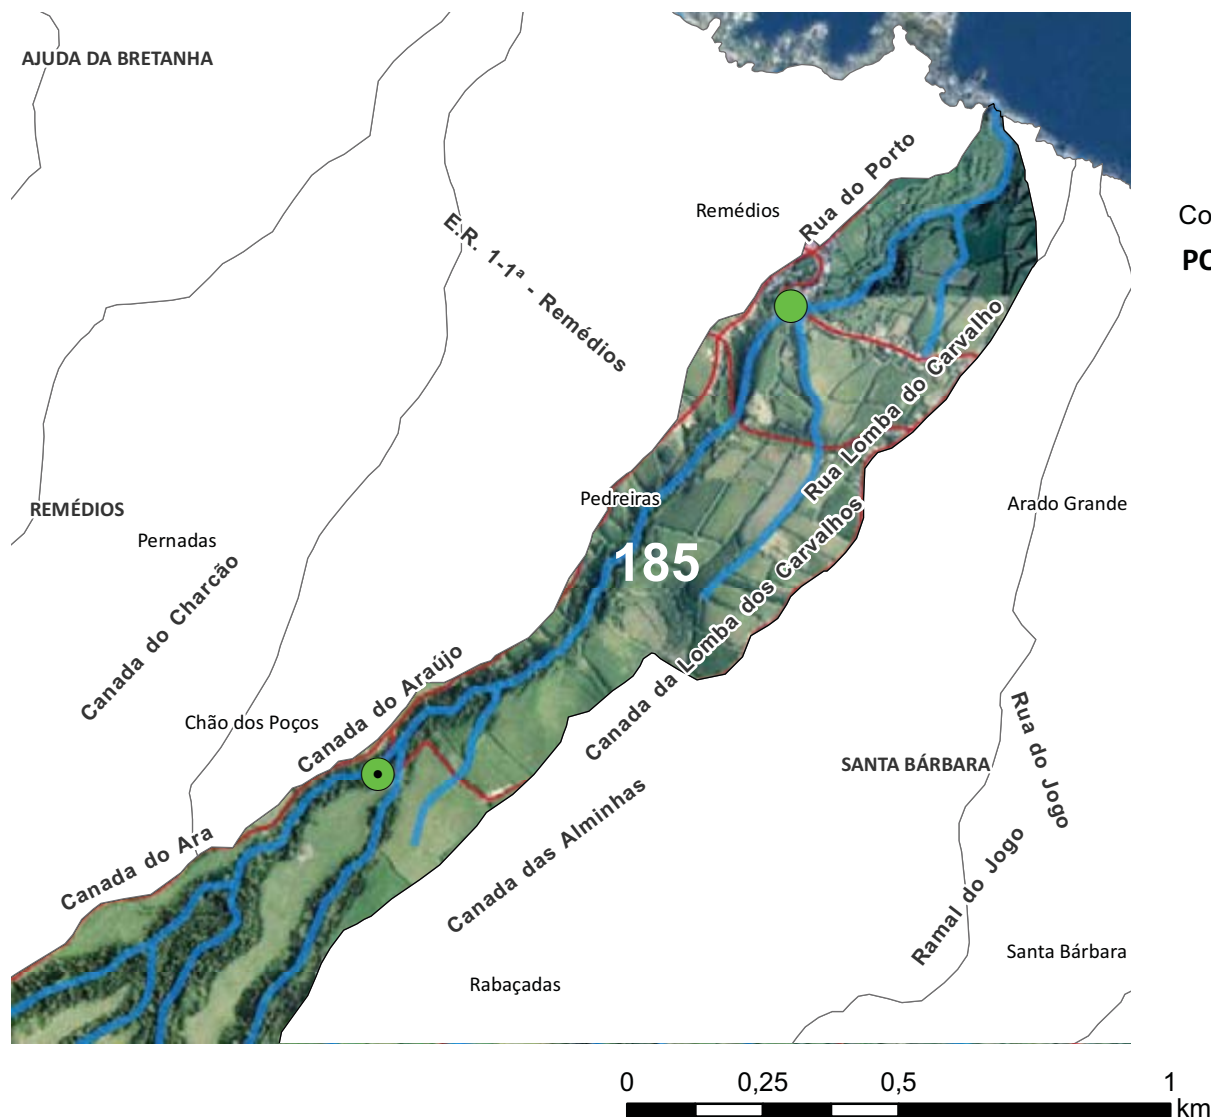 AJUDA DA BRETANHA
Rua do Porto
Remédios
Co
PO
E.R. 1-1ª - Remédios
Rua Lomba do Carvalho
Pedreiras
Arado Grande
REMÉDIOS
Pernadas
185
Canada do Charcão
Canada da Lomba dos Carvalhos
Canada do Araújo
Chão dos Poços
Rua do Jogo
SANTA BÁRBARA
Canada do Ara
Canada das Alminhas
Ramal do Jogo
Santa Bárbara
Rabaçadas
0 0,25 0,5 1
km